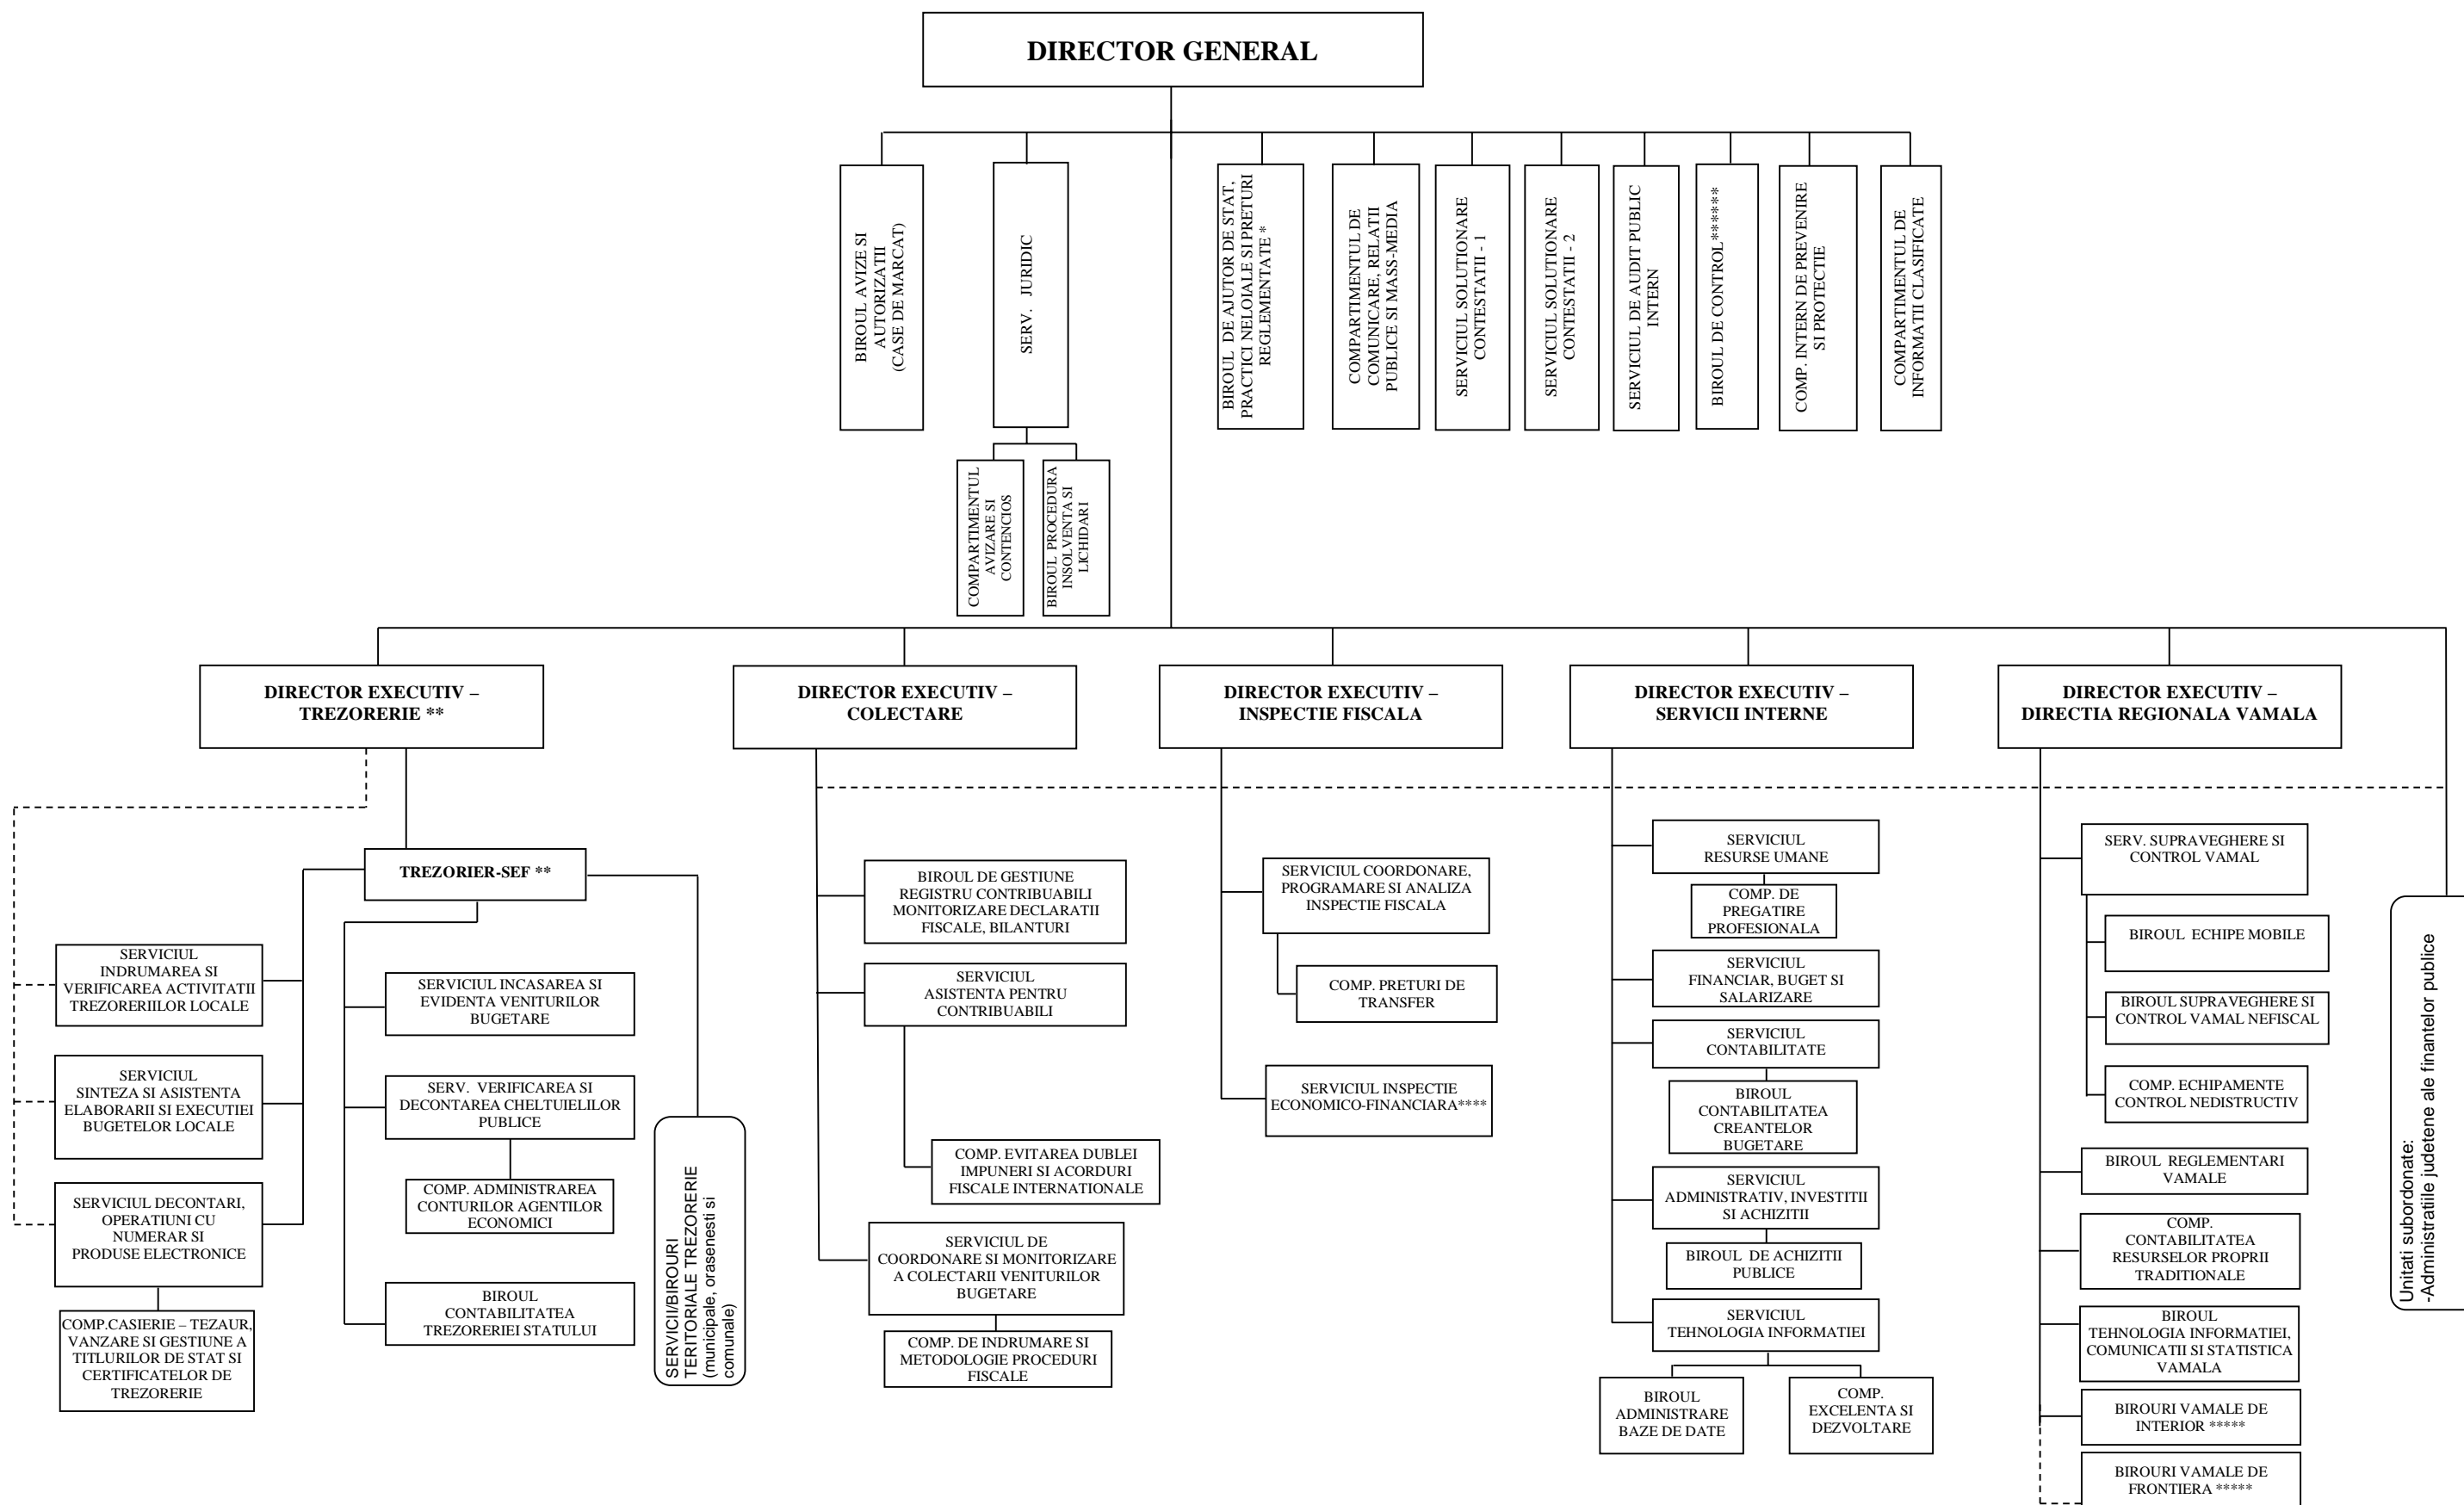 DIRECTOR GENERAL
BIROUL AVIZE SI
AUTORIZATII
(CASE DE MARCAT)
SERV. JURIDIC
BIROUL DE AJUTOR DE STAT,
PRACTICI NELOIALE SI PRETURI
REGLEMENTATE *
COMPARTIMENTUL DE
COMUNICARE, RELATII
PUBLICE SI MASS-MEDIA
SERVICIUL SOLUTIONARE
CONTESTATII - 1
SERVICIUL SOLUTIONARE
CONTESTATII - 2
SERVICIUL DE AUDIT PUBLIC
INTERN
BIROUL DE CONTROL*******
COMP. INTERN DE PREVENIRE
SI PROTECTIE
COMPARTIMENTUL DE
INFORMATII CLASIFICATE
COMPARTIMENTUL
AVIZARE SI
CONTENCIOS
BIROUL PROCEDURA
INSOLVENTA SI
LICHIDARI
DIRECTOR EXECUTIV –
TREZORERIE **
DIRECTOR EXECUTIV –
COLECTARE
DIRECTOR EXECUTIV –
INSPECTIE FISCALA
DIRECTOR EXECUTIV –
SERVICII INTERNE
DIRECTOR EXECUTIV –
DIRECTIA REGIONALA VAMALA
TREZORIER-SEF **
SERVICIUL
INDRUMAREA SI
VERIFICAREA ACTIVITATII
TREZORERIILOR LOCALE
SERVICIUL
SINTEZA SI ASISTENTA
ELABORARII SI EXECUTIEI
BUGETELOR LOCALE
SERVICIUL DECONTARI,
OPERATIUNI CU
NUMERAR SI
PRODUSE ELECTRONICE
COMP.CASIERIE – TEZAUR,
VANZARE SI GESTIUNE A
TITLURILOR DE STAT SI
CERTIFICATELOR DE
TREZORERIE
SERVICIUL INCASAREA SI
EVIDENTA VENITURILOR
BUGETARE
SERV. VERIFICAREA SI
DECONTAREA CHELTUIELILOR
PUBLICE
COMP. ADMINISTRAREA
CONTURILOR AGENTILOR
ECONOMICI
BIROUL
CONTABILITATEA
TREZORERIEI STATULUI
SERVICII/BIROURI
TERITORIALE TREZORERIE
(municipale, orasenesti si
comunale)
BIROUL DE GESTIUNE
REGISTRU CONTRIBUABILI
MONITORIZARE DECLARATII
FISCALE, BILANTURI
SERVICIUL
ASISTENTA PENTRU
CONTRIBUABILI
COMP. EVITAREA DUBLEI
IMPUNERI SI ACORDURI
FISCALE INTERNATIONALE
SERVICIUL DE
COORDONARE SI MONITORIZARE
A COLECTARII VENITURILOR
BUGETARE
COMP. DE INDRUMARE SI
METODOLOGIE PROCEDURI
FISCALE
SERVICIUL COORDONARE,
PROGRAMARE SI ANALIZA
INSPECTIE FISCALA
COMP. PRETURI DE
TRANSFER
SERVICIUL INSPECTIE
ECONOMICO-FINANCIARA****
SERVICIUL
RESURSE UMANE
COMP. DE
PREGATIRE
PROFESIONALA
SERVICIUL
FINANCIAR, BUGET SI
SALARIZARE
SERVICIUL
CONTABILITATE
BIROUL
CONTABILITATEA
CREANTELOR
BUGETARE
SERVICIUL
ADMINISTRATIV, INVESTITII
SI ACHIZITII
BIROUL DE ACHIZITII
PUBLICE
SERVICIUL
TEHNOLOGIA INFORMATIEI
BIROUL
ADMINISTRARE
BAZE DE DATE
COMP.
EXCELENTA SI
DEZVOLTARE
SERV. SUPRAVEGHERE SI
CONTROL VAMAL
BIROUL ECHIPE MOBILE
BIROUL SUPRAVEGHERE SI
CONTROL VAMAL NEFISCAL
COMP. ECHIPAMENTE
CONTROL NEDISTRUCTIV
BIROUL REGLEMENTARI
VAMALE
COMP.
CONTABILITATEA
RESURSELOR PROPRII
TRADITIONALE
BIROUL
TEHNOLOGIA INFORMATIEI,
COMUNICATII SI STATISTICA
VAMALA
BIROURI VAMALE DE
INTERIOR *****
BIROURI VAMALE DE
FRONTIERA *****
Unitati subordonate:
-Administratiile judetene ale finantelor publice